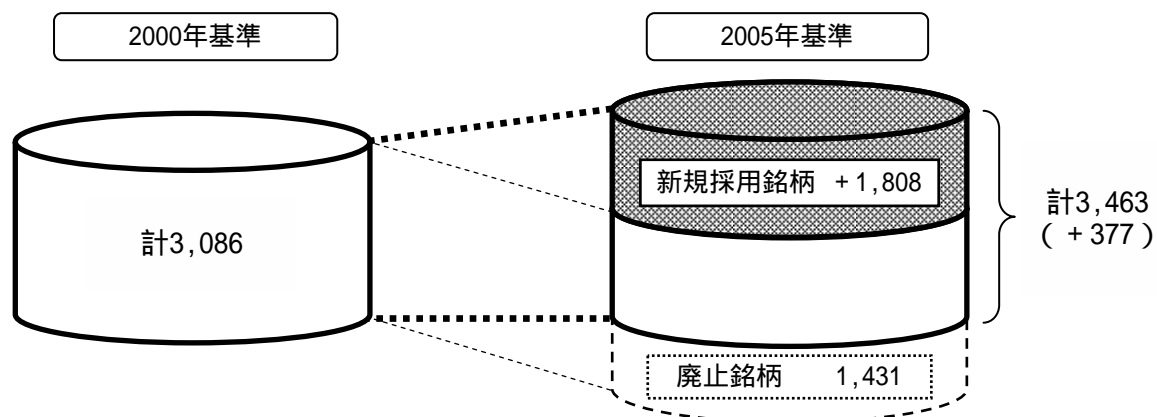 2000年基準
2005年基準
新規採用銘柄 +1,808
計3,086
計3,463
( +377 )
廃止銘柄 1,431